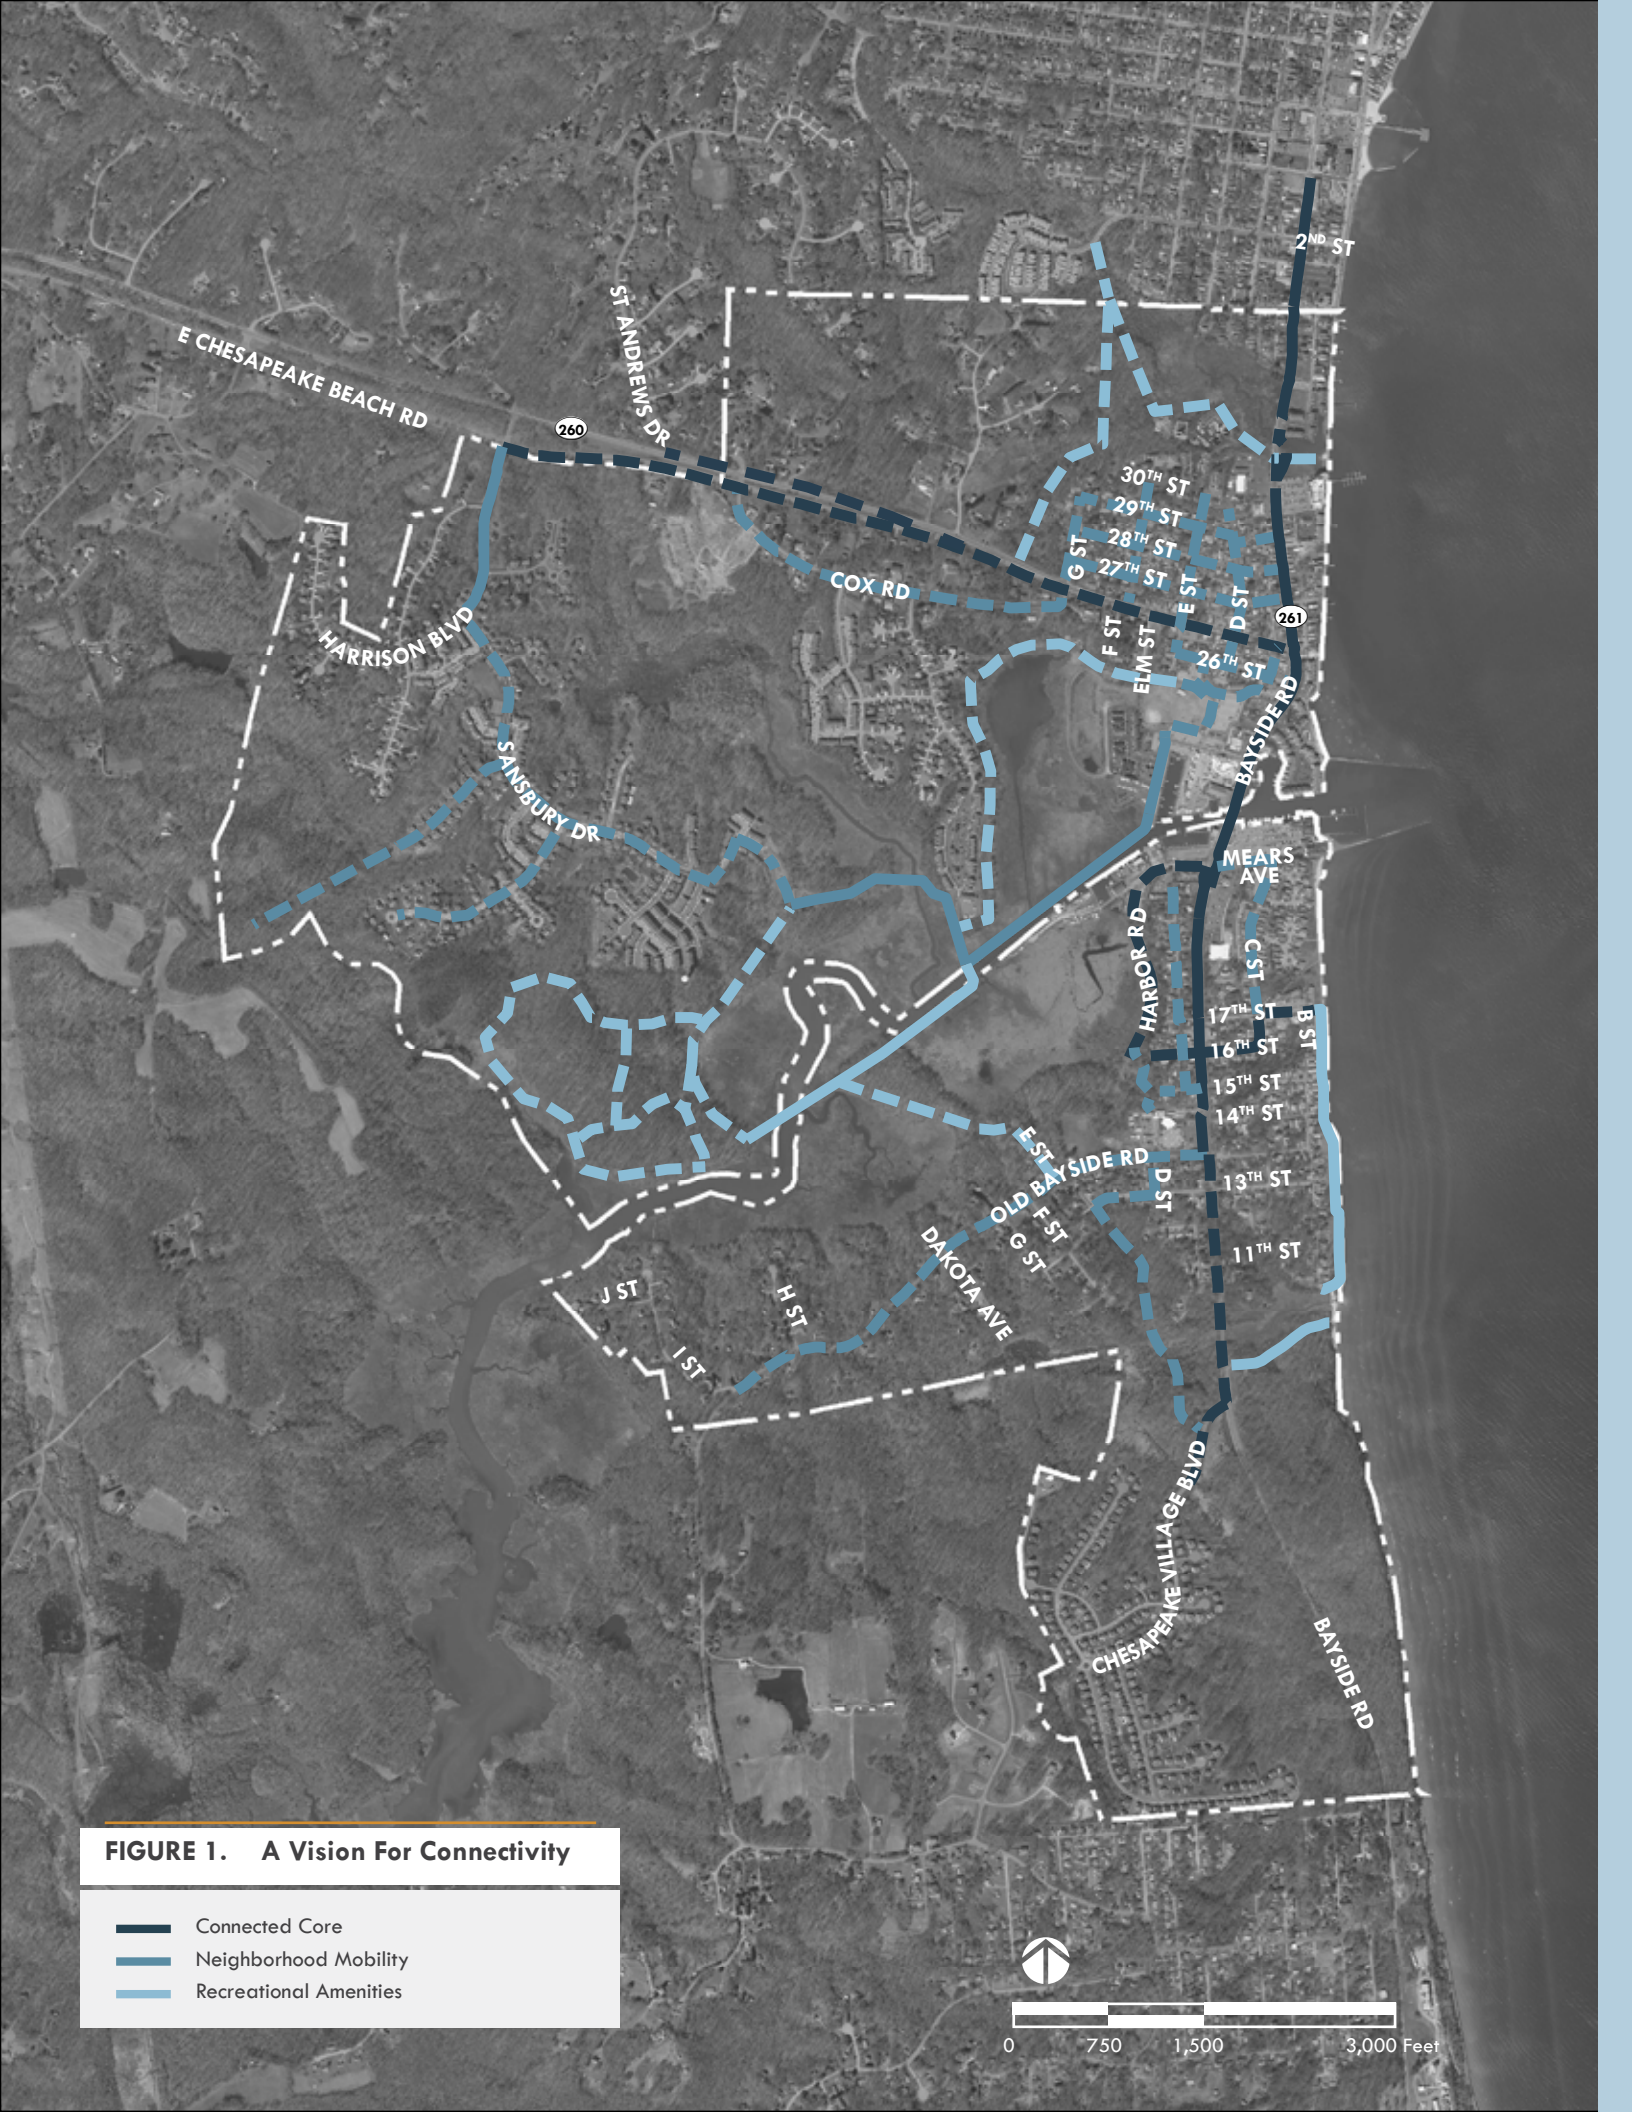 2ND ST
ST ANDREWS DR
E CHESAPEAKE BEACH RD
260
30TH ST
29TH ST
28TH ST
27TH ST
G ST
COX RD
E ST
D ST
261
HARRISON BLVD
F ST
ELM ST
26TH ST
BAYSIDE RD
SANSBURY DR
MEARS
AVE
HARBOR RD
C ST
17TH ST
B ST
16TH ST
15TH ST
14TH ST
E ST
OLD BAYSIDE RD
D ST
13TH ST
F ST
G ST
11TH ST
DAKOTA AVE
J ST
H ST
I ST
CHESAPEAKE VILLAGE BLVD
BAYSIDE RD
FIGURE 1. A Vision For Connectivity
Connected Core
Neighborhood Mobility
Recreational Amenities
0 750 1,500 3,000 Feet